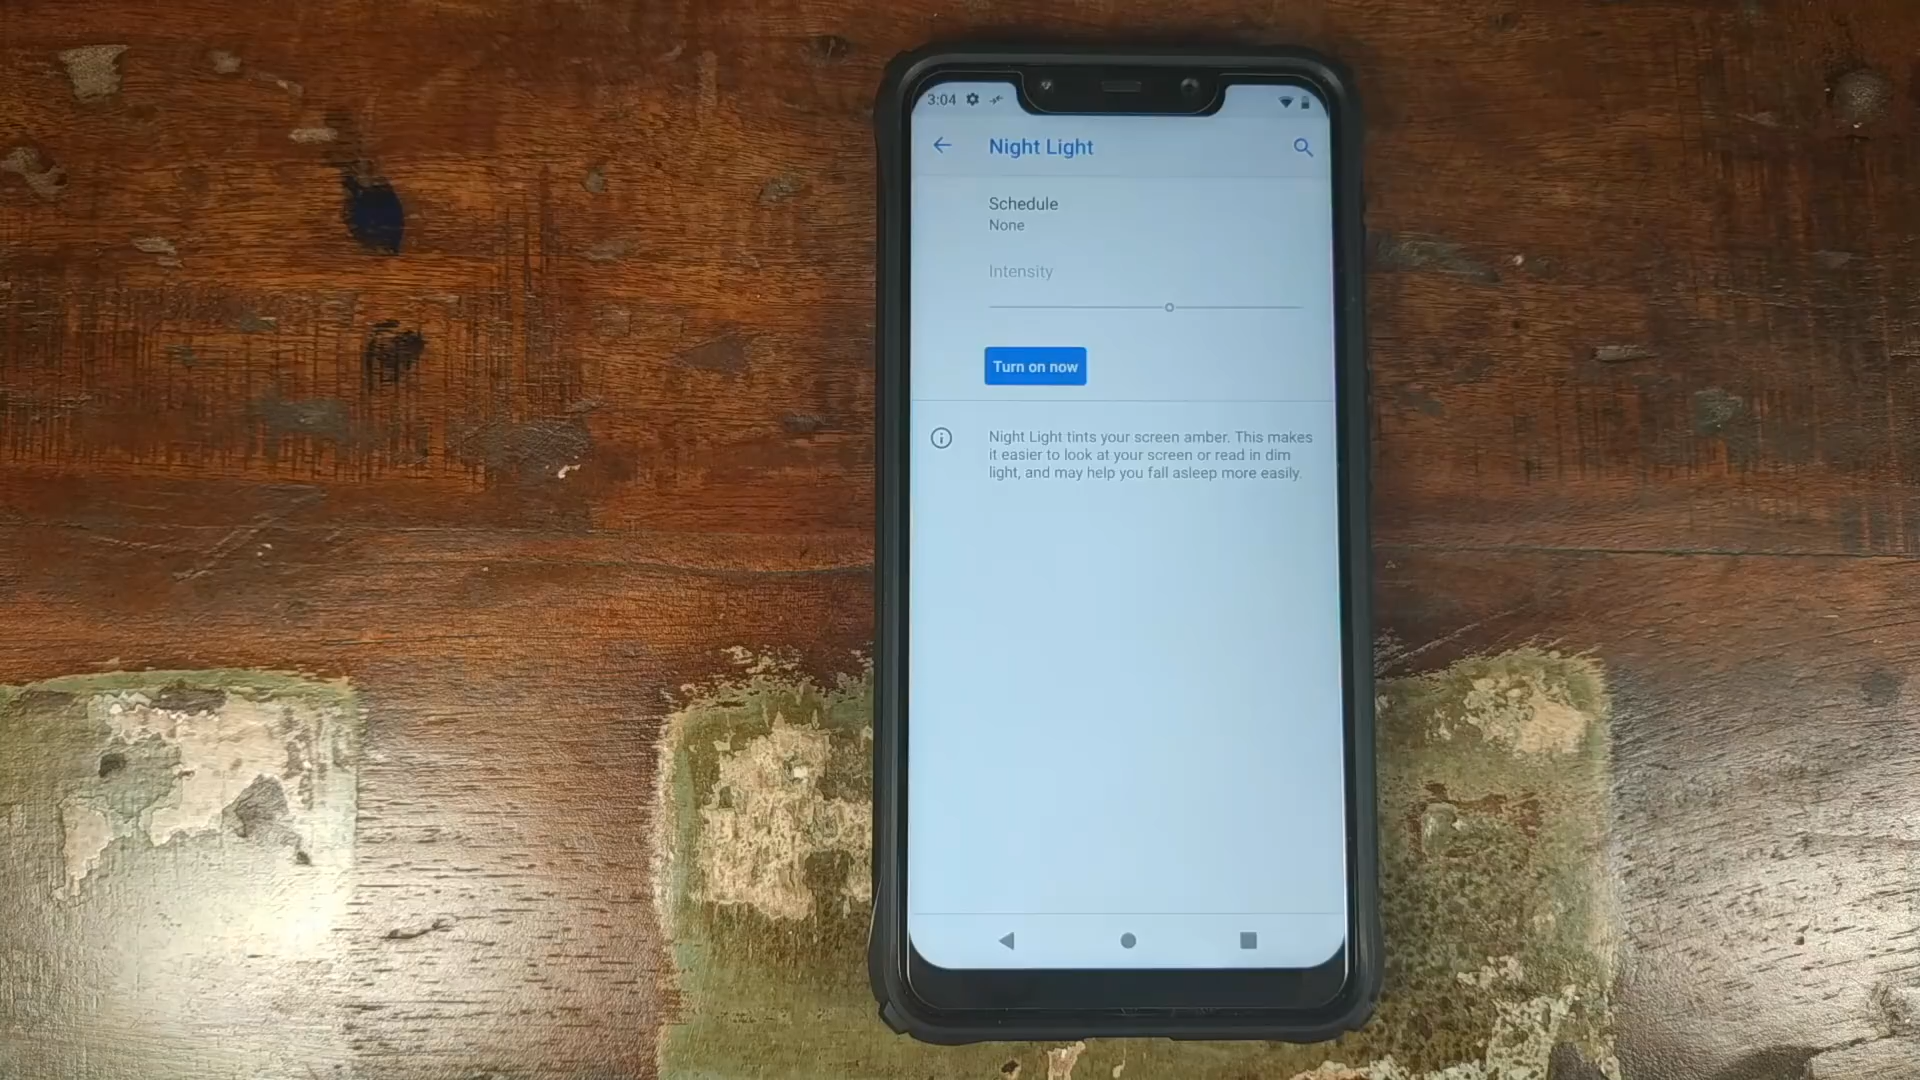 3:04
Night Light
Schedule
None
Intensity
Turn on now
Night Light tints your screen amber. This makes
it easier to look at your screen or read in dim
light, and may help you fall asleep more easily.